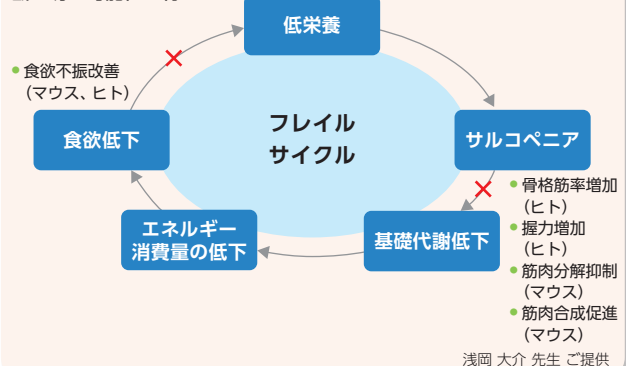 低栄養
食欲不振改善
（マウス、ヒト）
食欲低下
フレイル
サイクル
サルコペニア
骨格筋率増加
（ヒト）
握力増加
（ヒト）
筋肉分解抑制
（マウス）
筋肉合成促進
（マウス）
基礎代謝低下
エネルギー
消費量の低下
浅岡 大介 先生 ご提供